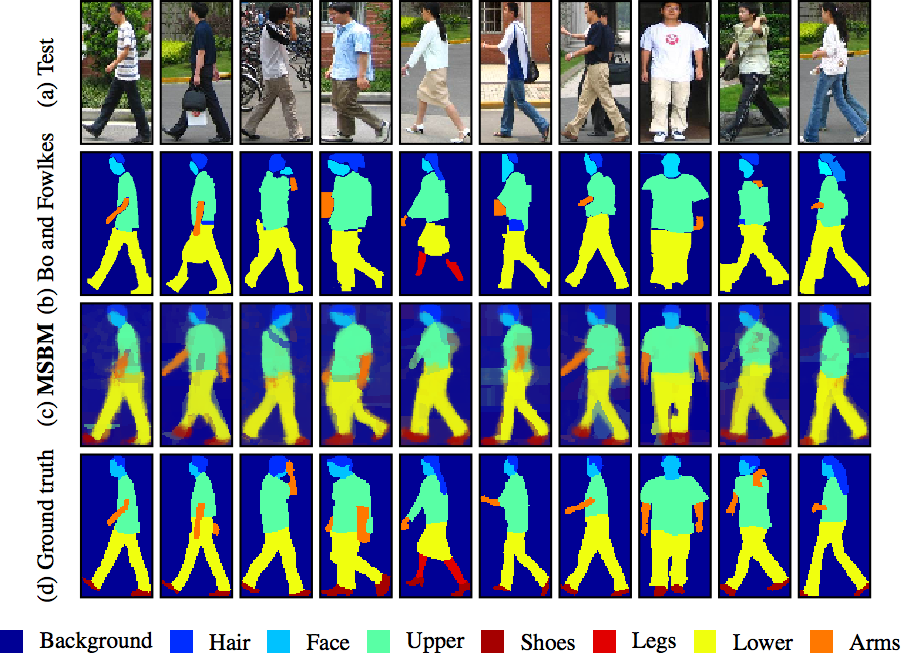 (a) Test
(b) Bo and Fowlkes
(c) MSBM
(d) Ground truth
Background Hair Face Upper Shoes Legs Lower Arms